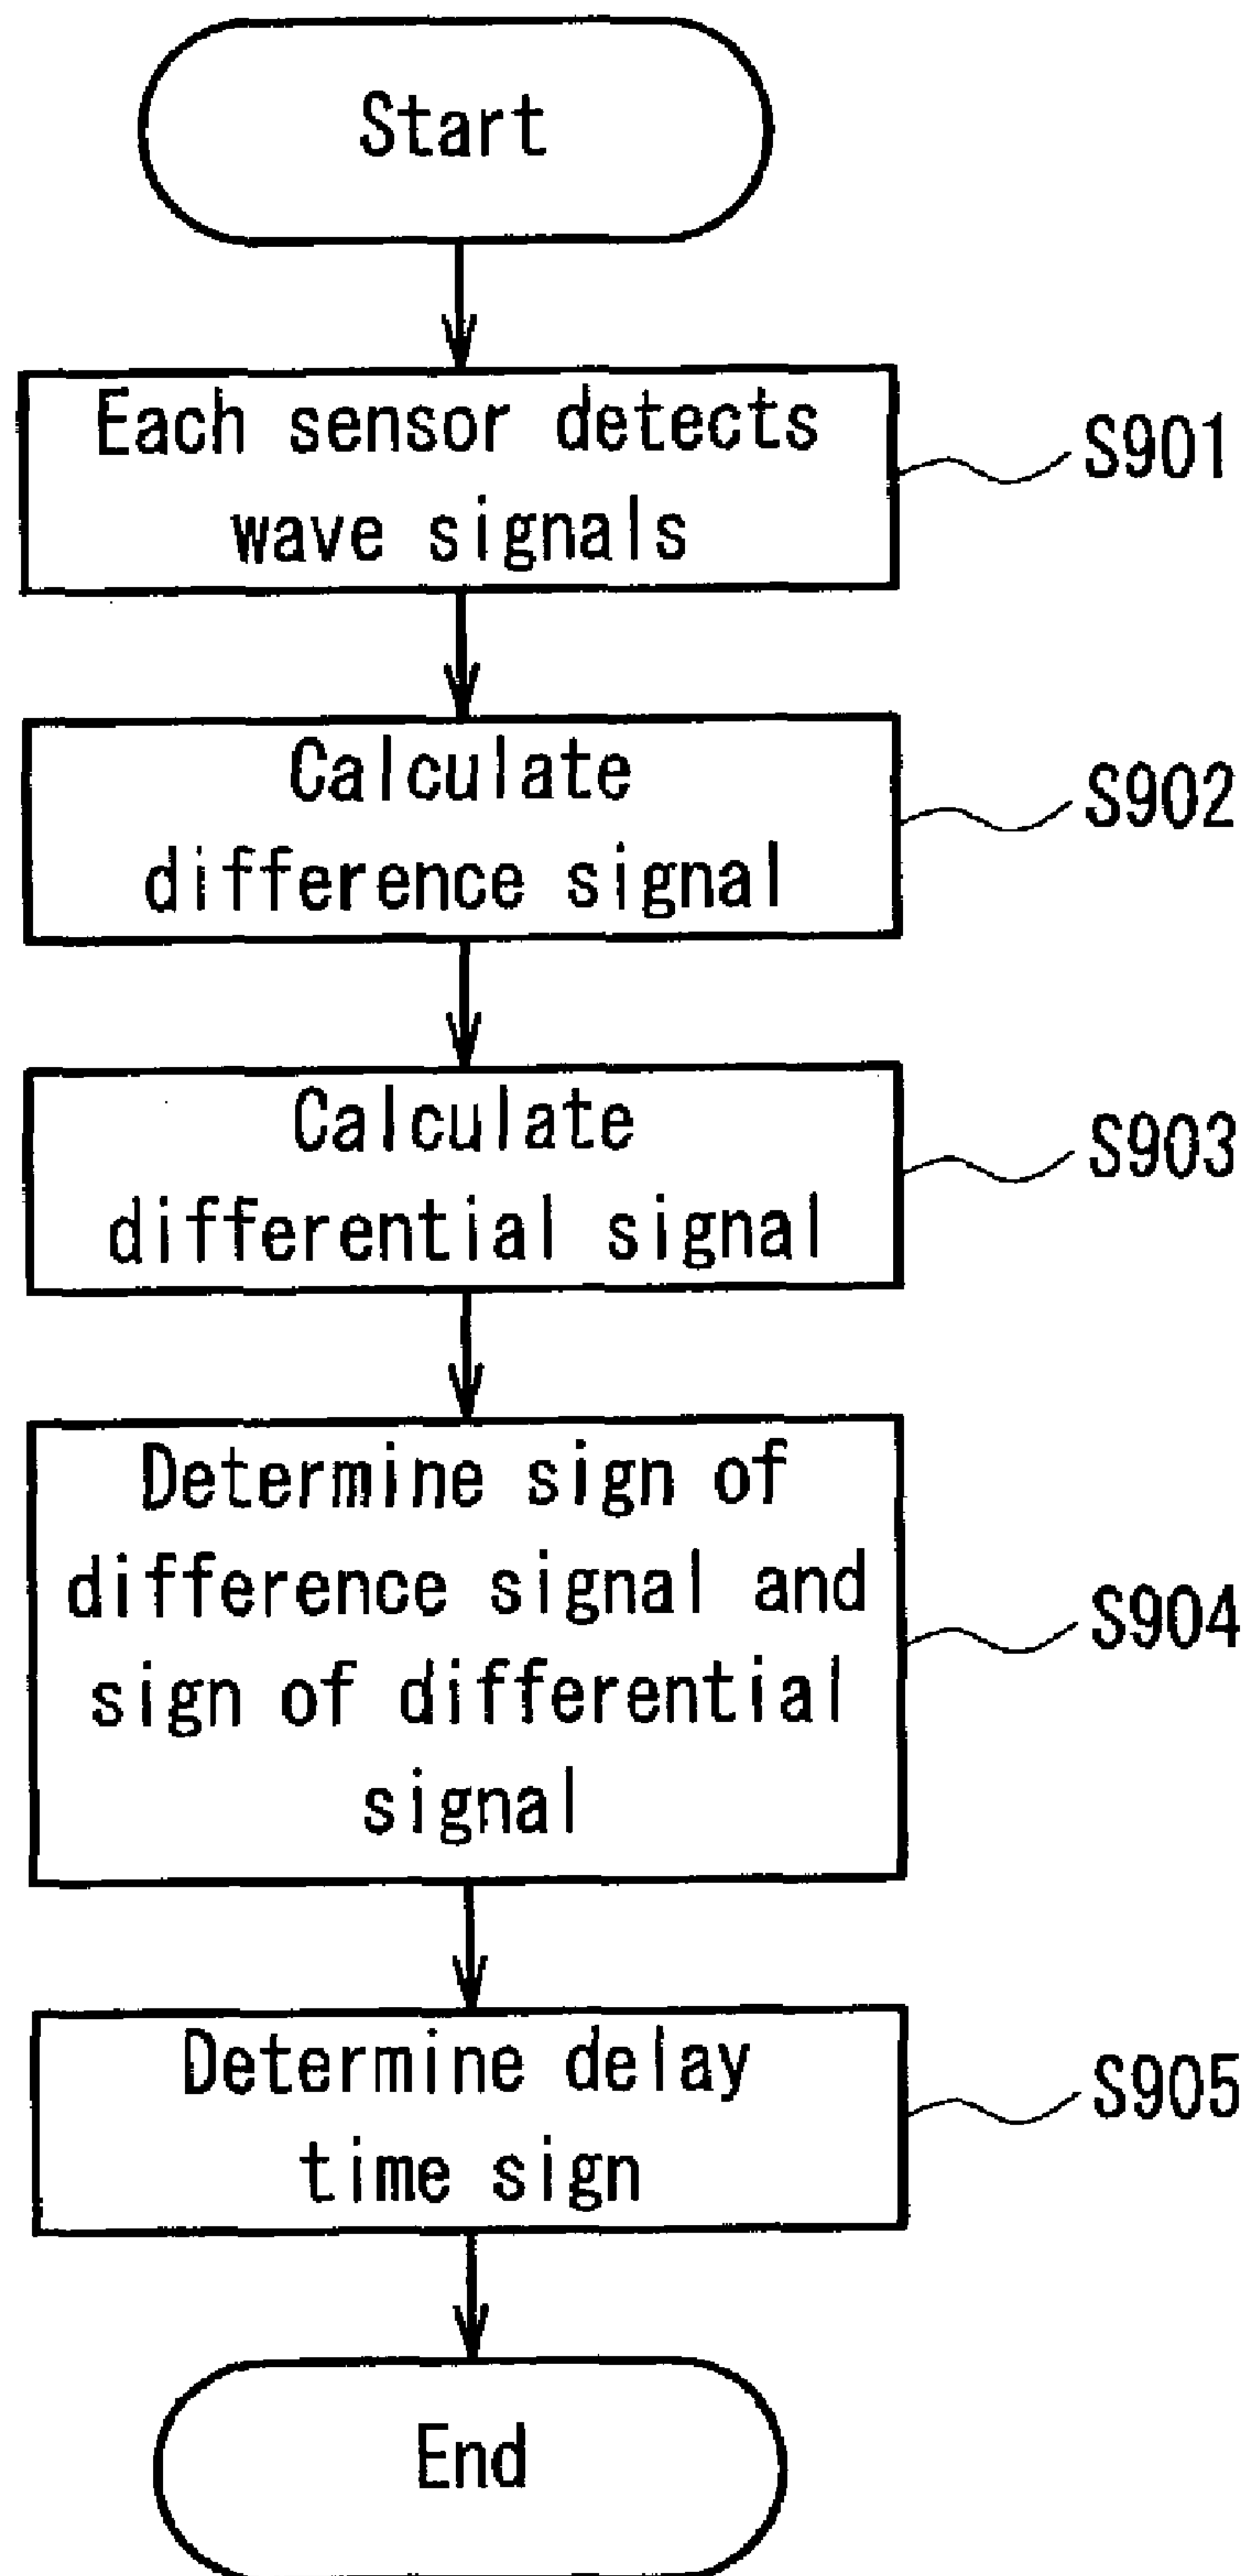 Start
Each sensor detects
wave signals
S901
Calculate
difference signal
S902
Calculate
differential signal
S903
Determine sign of
difference signal and
sign of differential
signal
S904
Determine delay
time sign
S905
End